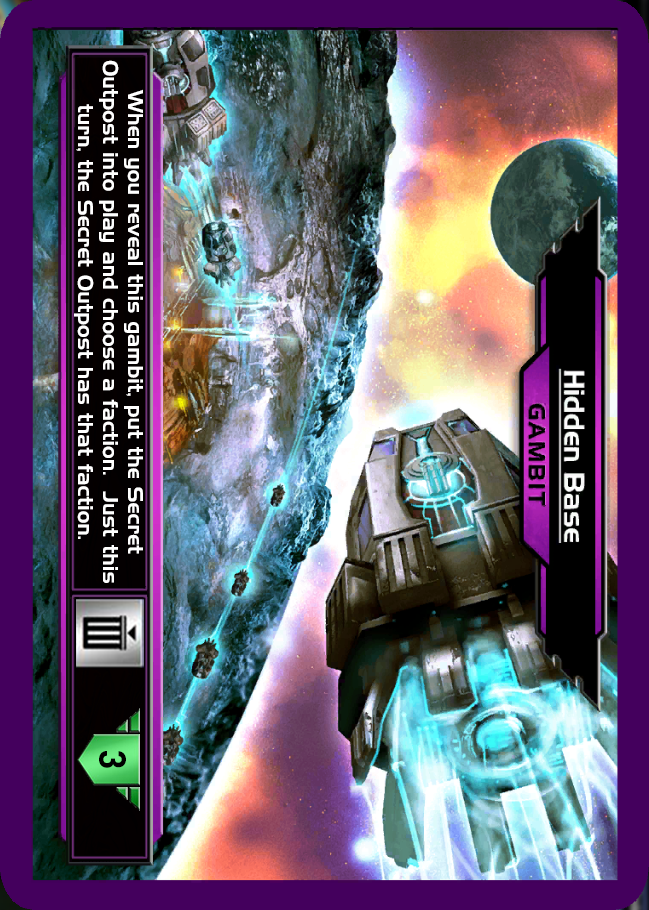 Hidden Base
GAMBIT
When you reveal this gambit, put the Secret
Outpost into play and choose a faction. Just this
turn, the Secret Outpost has that faction.
3